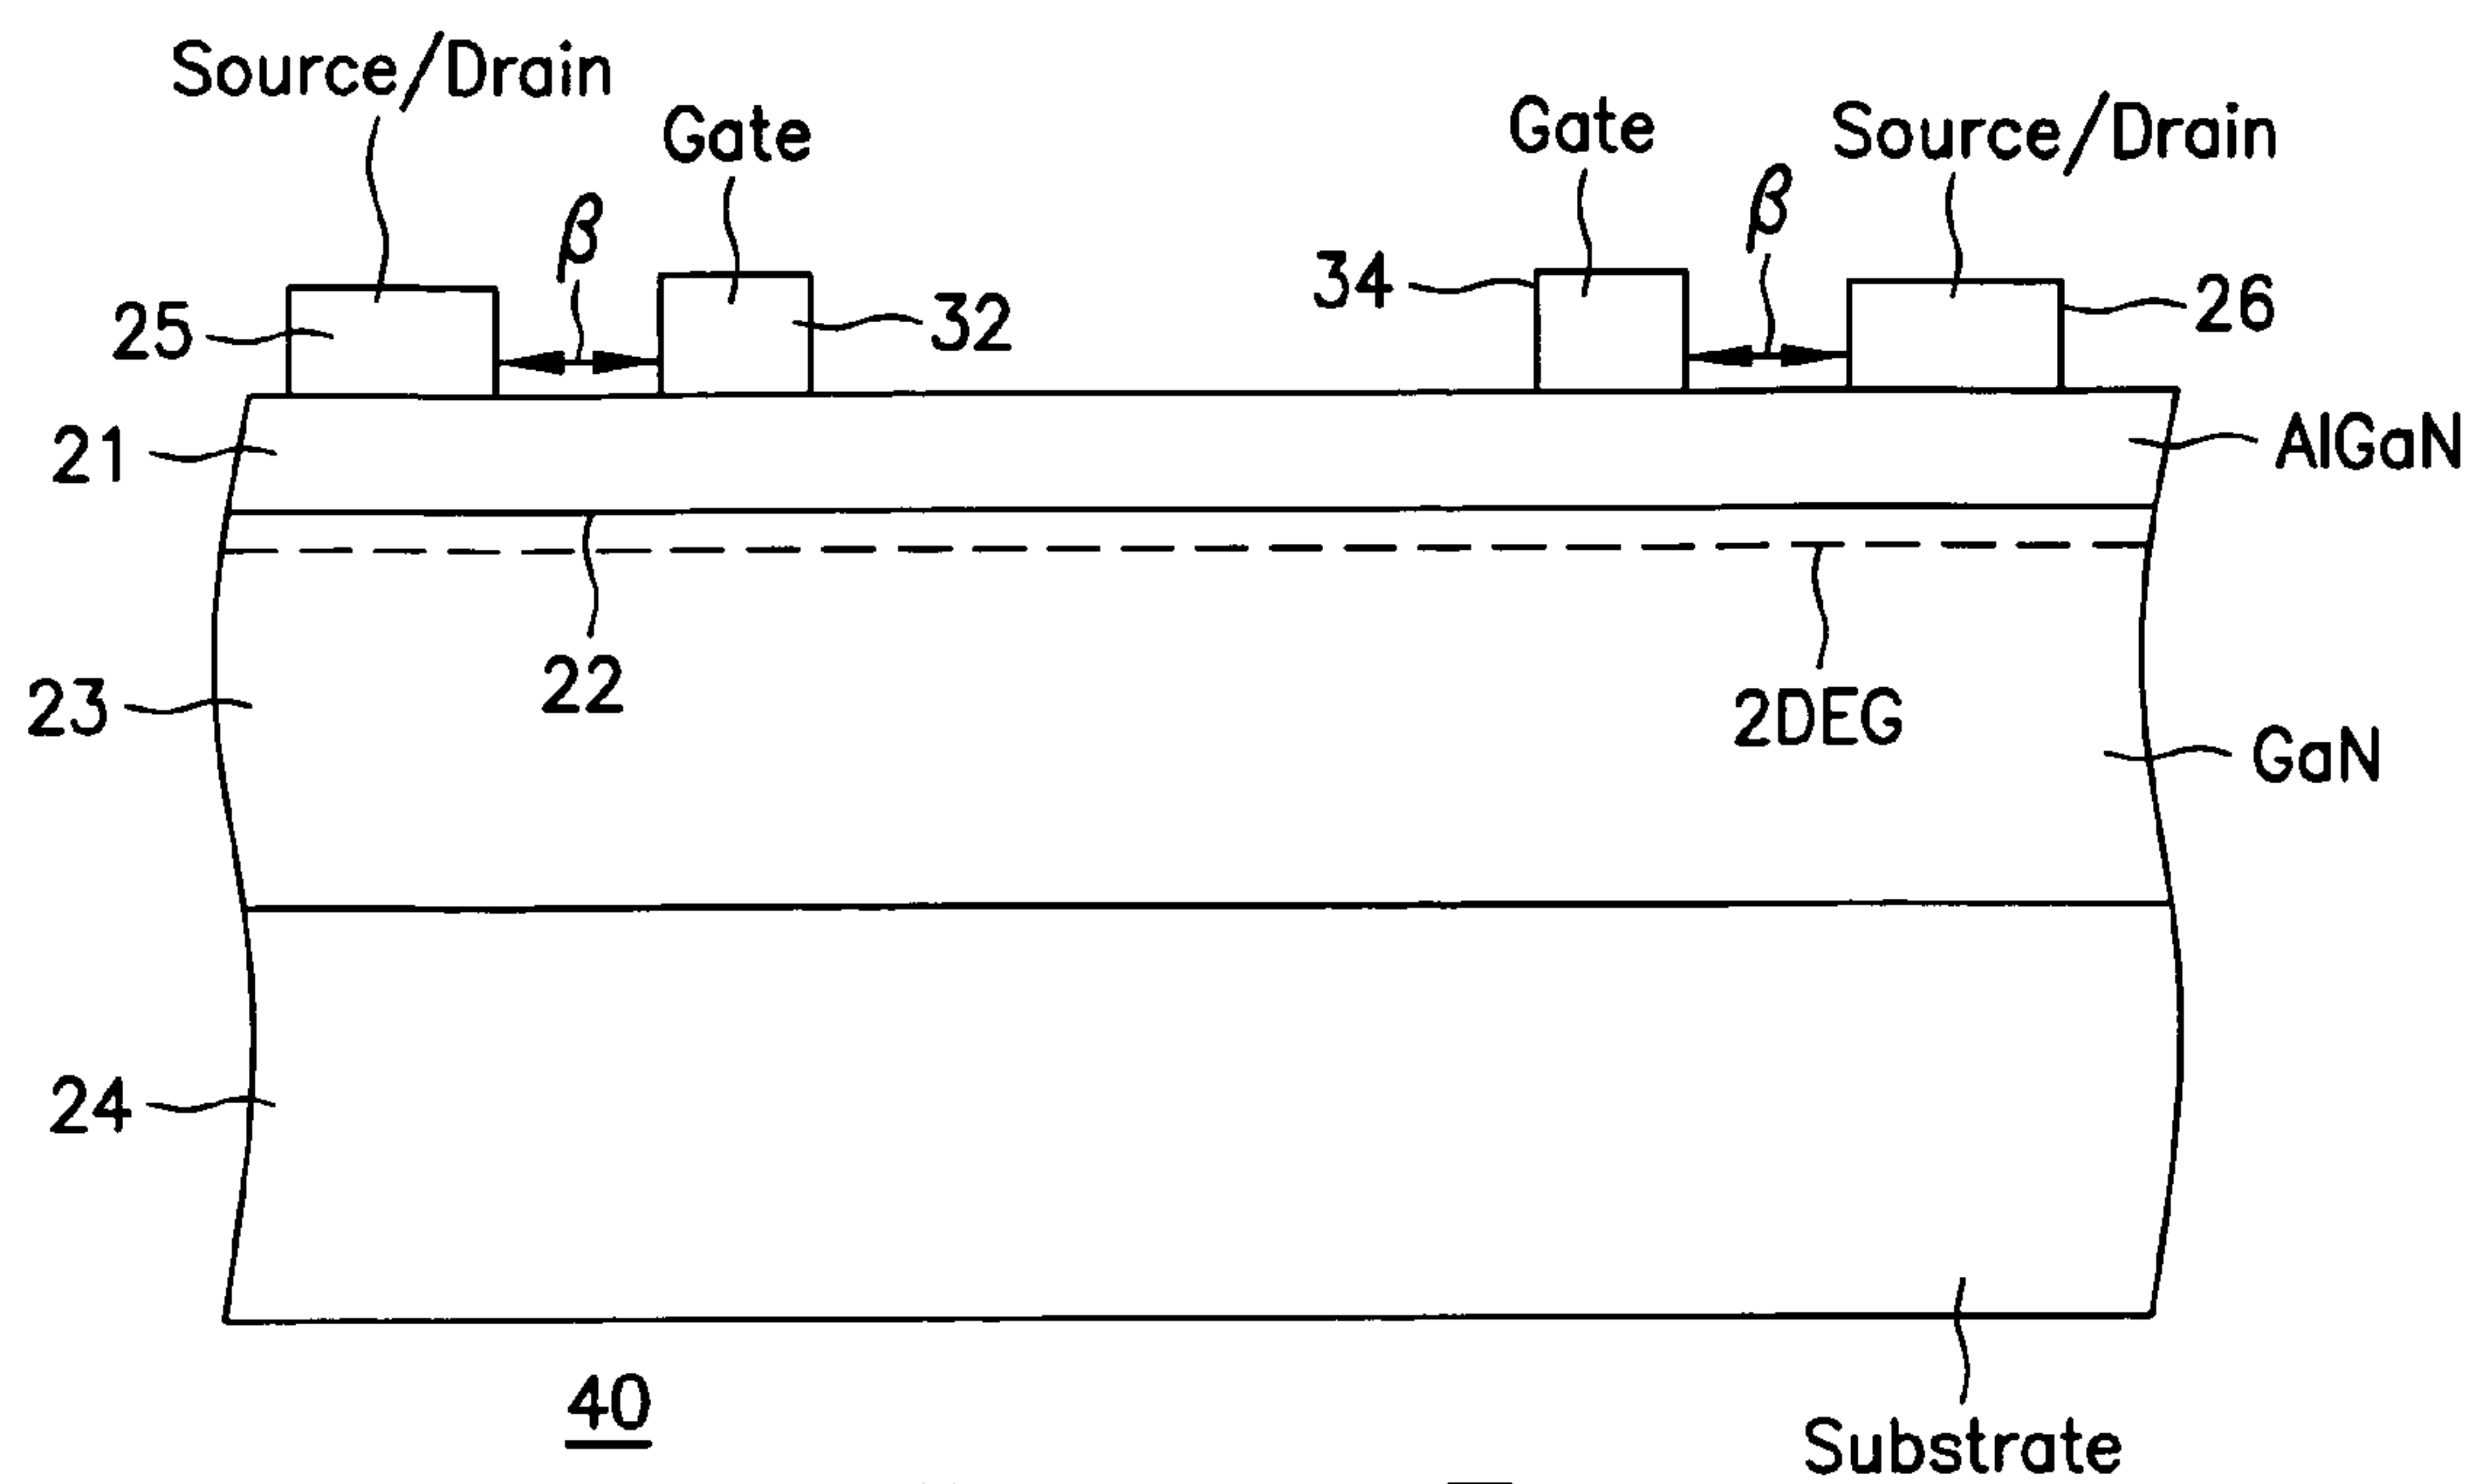 Source/Drain
Gate
Gate
Source/Drain
β
β
25
32
34
26
21
AlGaN
22
23
2DEG
GaN
24
40
Substrate